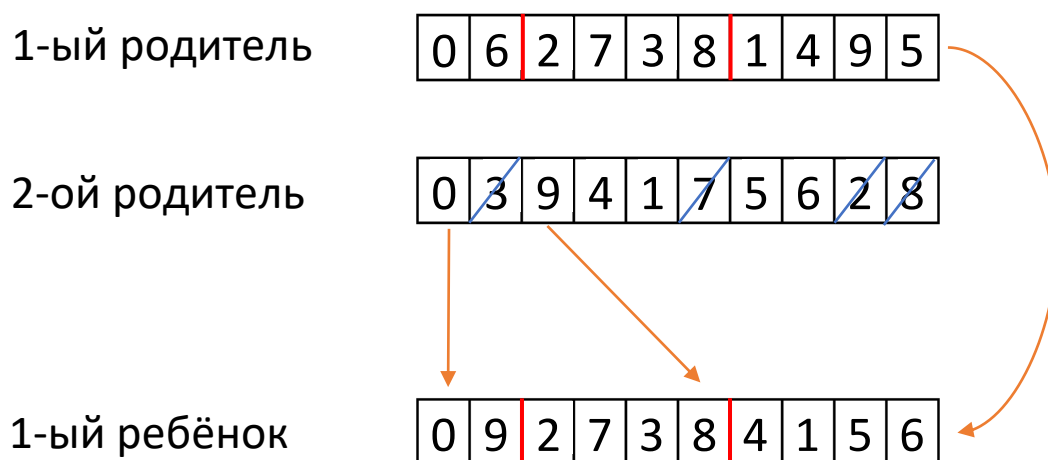 1-ый родитель 0 6 2 7 3 8 1 4 9 5
2-ой родитель 0 3 9 4 1 7 5 6 2 8
1-ый ребёнок 0 9 2 7 3 8 4 1 5 6